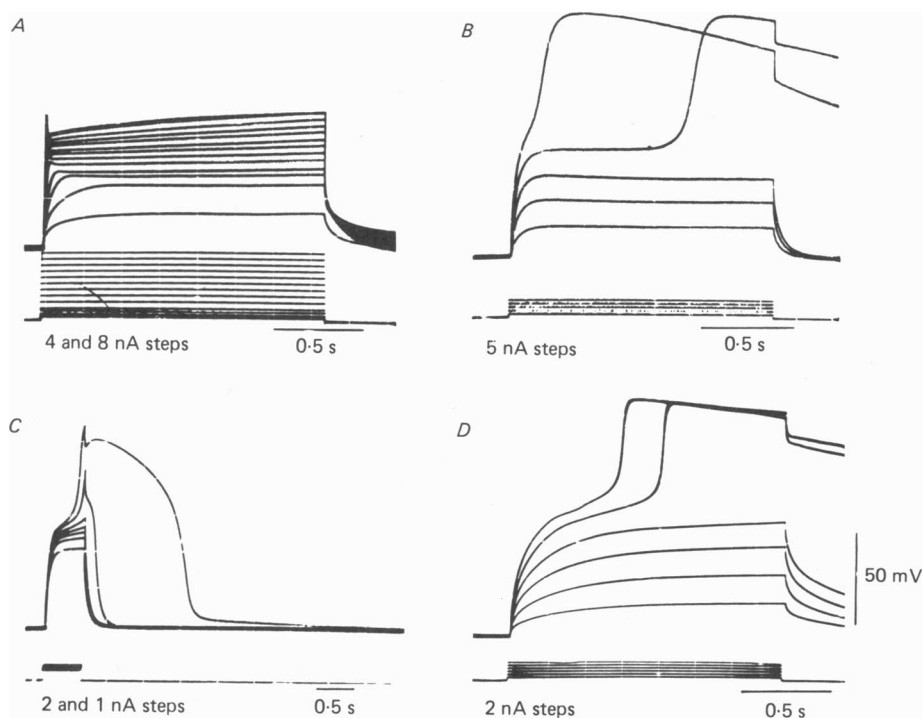 A
4 and 8 nA steps
0·5 s
B
5 nA steps
0·5 s
C
2 and 1 nA steps
0·5 s
D
50 mV
2 nA steps
0·5 s